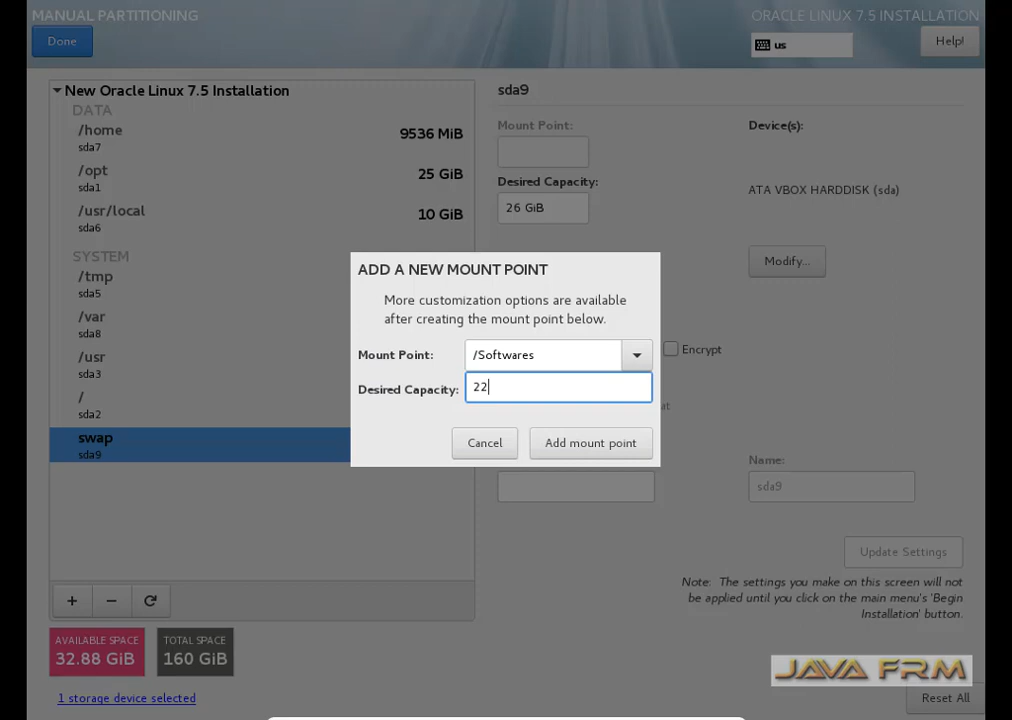 MANUAL PARTITIONING
ORACLE LINUX 7.5 INSTALLATION
Done
us
Help!
New Oracle Linux 7.5 Installation
DATA
/home
9536 MiB
sda7
/opt
25 GiB
sda1
/usr/local
10 GiB
sda6
SYSTEM
/tmp
sda5
/var
sda8
/usr
sda3
/
sda2
swap
sda9
sda9
Mount Point:
Device(s):
Desired Capacity:
26 GiB
ATA VBOX HARDDISK (sda)
Modify...
Encrypt
at
Name:
sda9
Update Settings
Note: The settings you make on this screen will not
be applied until you click on the main menu's 'Begin
Installation' button.
ADD A NEW MOUNT POINT
More customization options are available
after creating the mount point below.
Mount Point:
/Softwares
Desired Capacity:
22
Cancel
Add mount point
+ −
AVAILABLE SPACE
32.88 GiB
TOTAL SPACE
160 GiB
1 storage device selected
JAVA FRM
Reset All